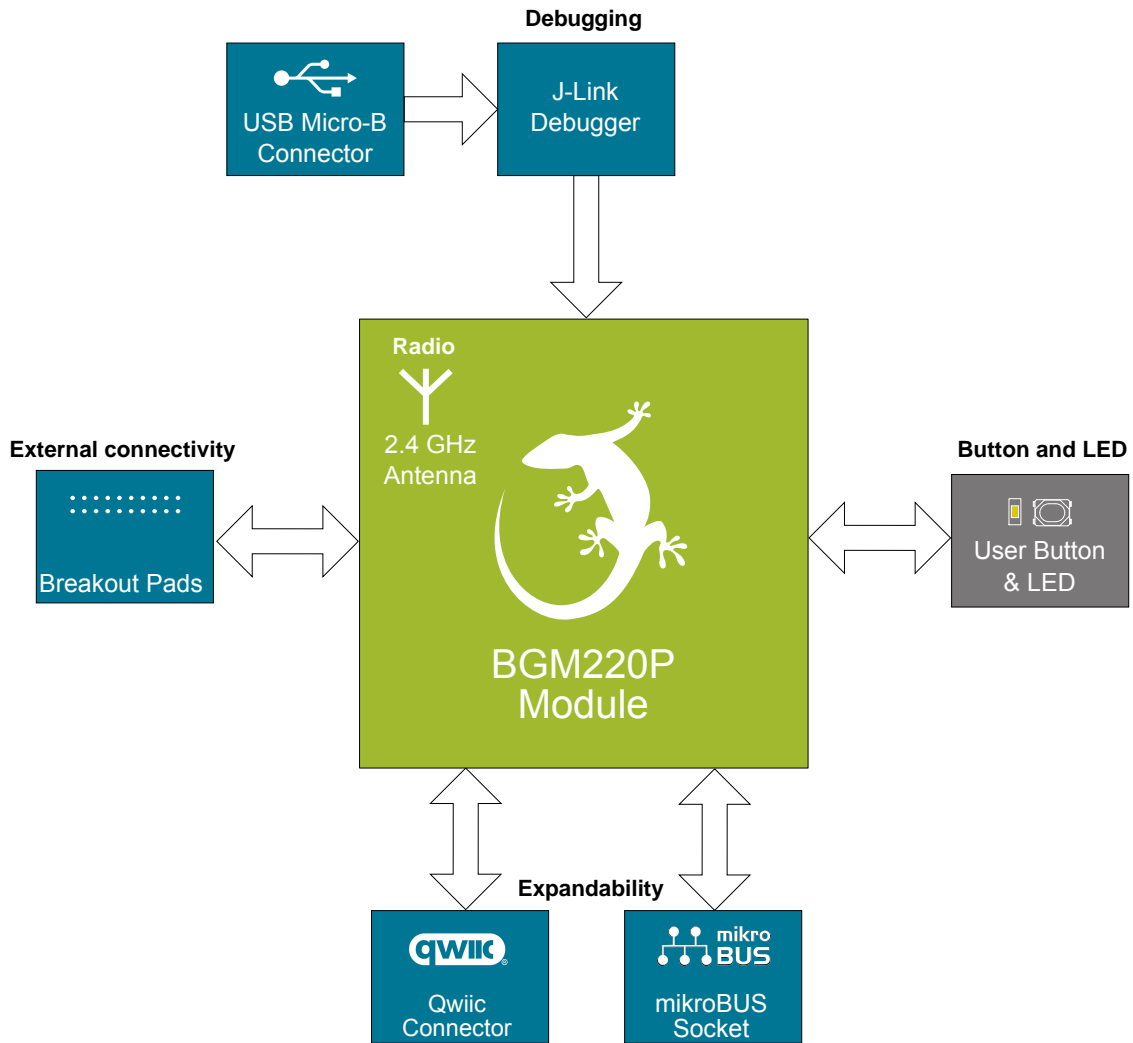 Debugging
USB Micro-B
Connector
J-Link
Debugger
Radio
2.4 GHz
Antenna
External connectivity
Breakout Pads
Button and LED
User Button
& LED
BGM220P
Module
Expandability
qwiic®
Qwiic
Connector
mikro
BUS
mikroBUS
Socket